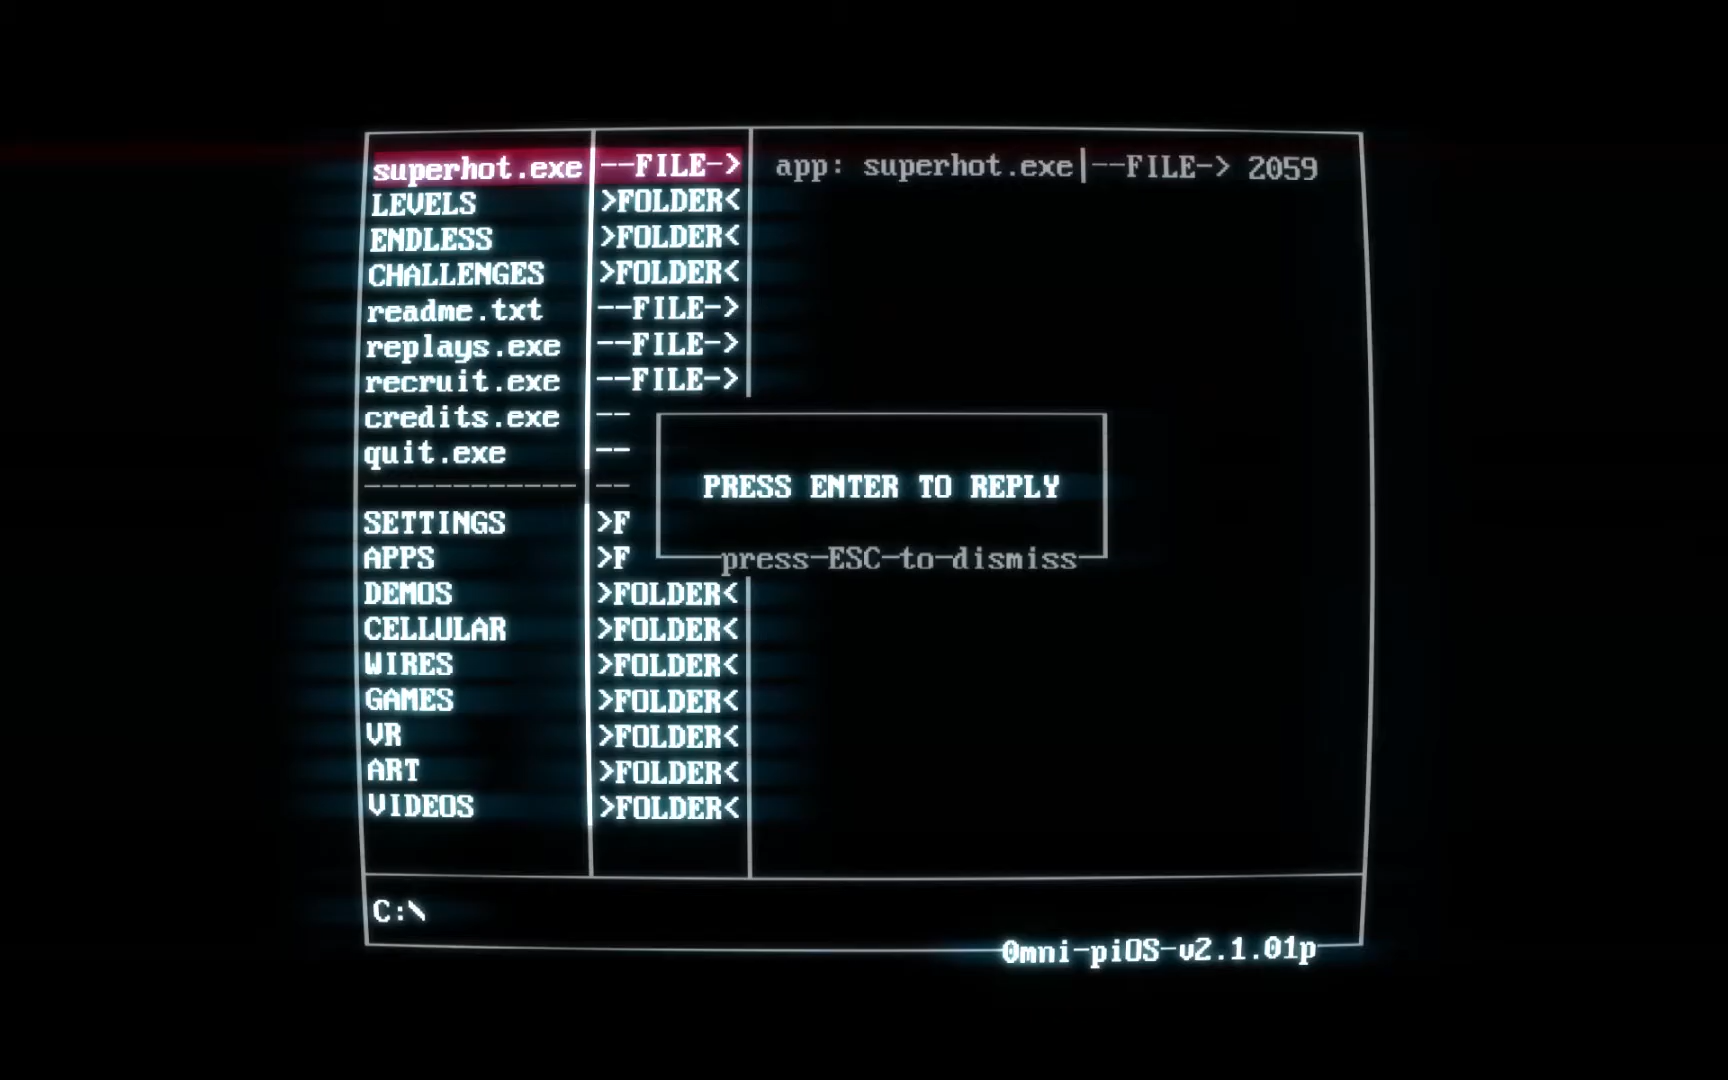 superhot.exe --FILE-> app: superhot.exe|--FILE-> 2059
LEVELS >FOLDER<
ENDLESS >FOLDER<
CHALLENGES >FOLDER<
readme.txt --FILE->
replays.exe --FILE->
recruit.exe --FILE->
credits.exe --
quit.exe --
------------ --
PRESS ENTER TO REPLY
SETTINGS >F
APPS >F
press-ESC-to-dismiss
DEMOS >FOLDER<
CELLULAR >FOLDER<
WIRES >FOLDER<
GAMES >FOLDER<
VR >FOLDER<
ART >FOLDER<
VIDEOS >FOLDER<
C:\
0mni-piOS-v2.1.01p